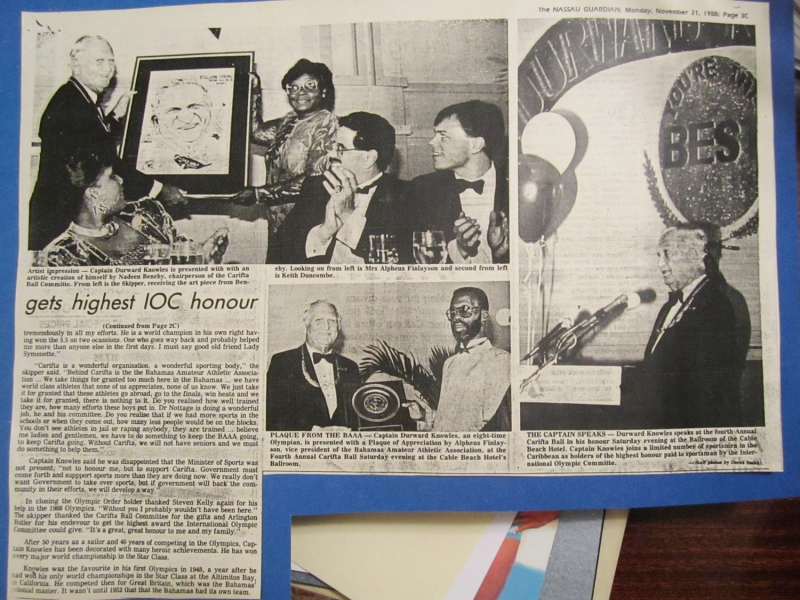 The NASSAU GUARDIAN, Monday, November 21, 1988: Page 3C
DURWARD
YOU'RE THE
BEST
Artist impression — Captain Durward Knowles is presented with with an
artistic creation of himself by Nadeen Beneby, chairperson of the Carifta
Ball Committe. From left is the Skipper, receiving the art piece from Ben-
eby. Looking on from left is Mrs Alpheus Finlayson and second from left
is Keith Duncombe.
gets highest IOC honour
(Continued from Page 2C)
tremendously in all my efforts. He is a world champion in his own right hav-
ing won the 5.5 on two ocassions. One who goes way back and probably helped
me more than anyone else in the first days. I must say good old friend Lady
Symonette."
"Carifta is a wonderful organisation, a wonderful sporting body," the
skipper said. "Behind Carifta is the Bahamas Amateur Athletic Associa-
tion ... We take things for granted too much here in the Bahamas ... we have
world class athletes that none of us appreciates, none of us know. We just take
it for granted that these athletes go abroad, go to the finals, win heats and we
take it for granted, there is nothing to it. Do you realised how well trained
they are, how many efforts these boys put in. Dr Nottage is doing a wonderful
job, he and his committee. Do you realise that if we had more sports in the
schools or when they come out, how many less people would be on the blocks.
You don't see athletes in jail or raping anybody, they are trained ... believe
me ladies and gentlemen, we have to do something to keep the BAAA going,
to keep Carifta going. Without Carifta, we will not have seniors and we must
do something to help them."
Captain Knowles said he was disappointed that the Minister of Sports was
not present, "not to honour me, but to support Carifta. Government must
come forth and support sports more than they are doing now. We really don't
want Government to take over sports, but if government will back the com-
munity in their efforts, we will develop a way.
In closing the Olympic Order holder thanked Steven Kelly again for his
help in the 1988 Olympics. "Without you I probably wouldn't have been here."
The skipper thanked the Carifta Ball Committee for the gifts and Arlington
Butler for his endevour to get the highest award the International Olympic
Committee could give. "It's a great, great honour to me and my family."
After 50 years as a sailor and 40 years of competing in the Olympics, Cap-
tain Knowles has been decorated with many heroic achievements. He has won
every major world championship in the Star Class.
Knowles was the favourite in his first Olympics in 1948, a year after he
had won his only world championships in the Star Class at the Altimitos Bay,
in California. He competed then for Great Britain, which was the Bahamas'
colonial master. It wasn't until 1952 that that the Bahamas had its own team.
PLAQUE FROM THE BAAA — Captain Durward Knowles, an eight-time
Olympian, is presented with a Plaque of Appreciation by Alpheus Finlay-
son, vice president of the Bahamas Amateur Athletic Association, at the
Fourth Annual Carifta Ball Saturday evening at the Cable Beach Hotel's
Ballroom.
THE CAPTAIN SPEAKS — Durward Knowles speaks at the fourth Annual
Carifta Ball in his honour Saturday evening at the Ballroom of the Cable
Beach Hotel. Captain Knowles joins a limited number of sportsmen in the
Caribbean as holders of the highest honour paid to sportsman by the Inter-
national Olympic Committe.
—(Staff photos by Derek Smith)